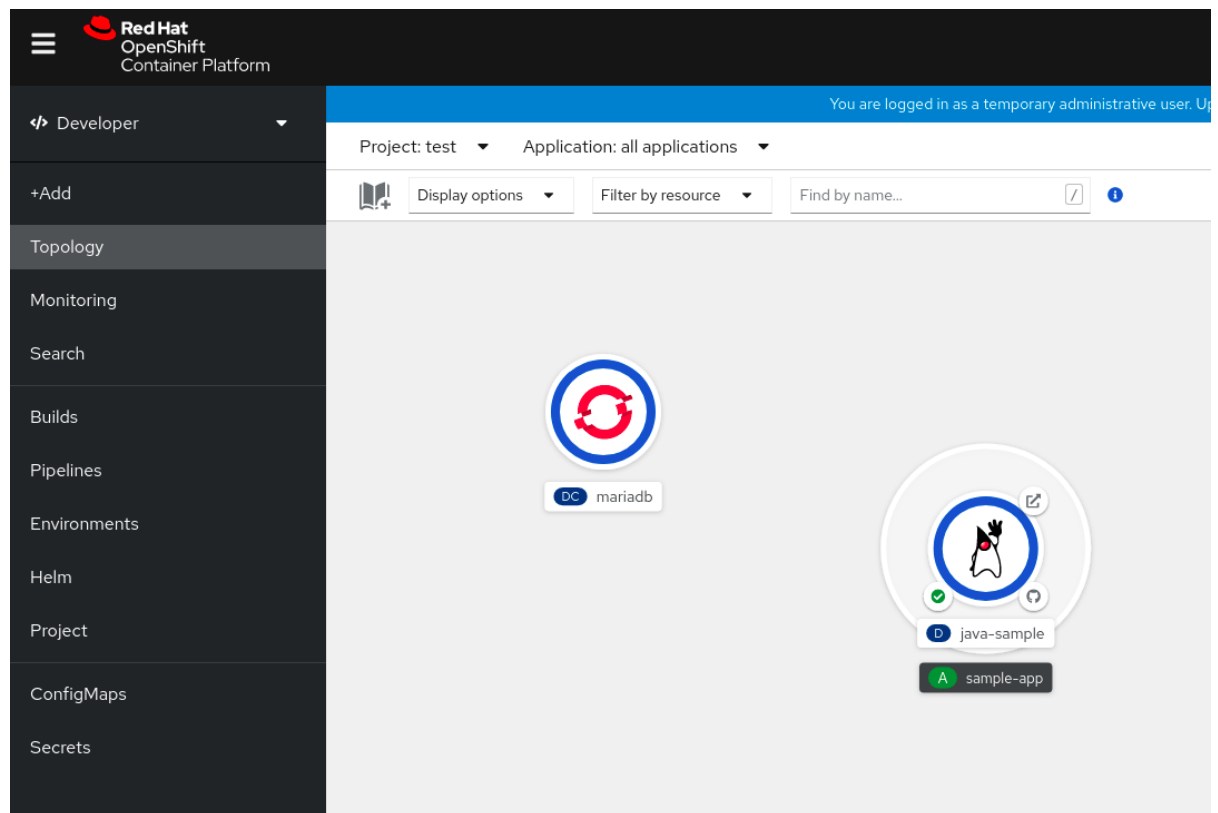 Red Hat
OpenShift
Container Platform
You are logged in as a temporary administrative user. Up
</> Developer
Project: test
Application: all applications
+Add
Display options
Filter by resource
Find by name...
/
i
Topology
Monitoring
Search
Builds
Pipelines
Environments
Helm
Project
ConfigMaps
Secrets
DC mariadb
D java-sample
A sample-app